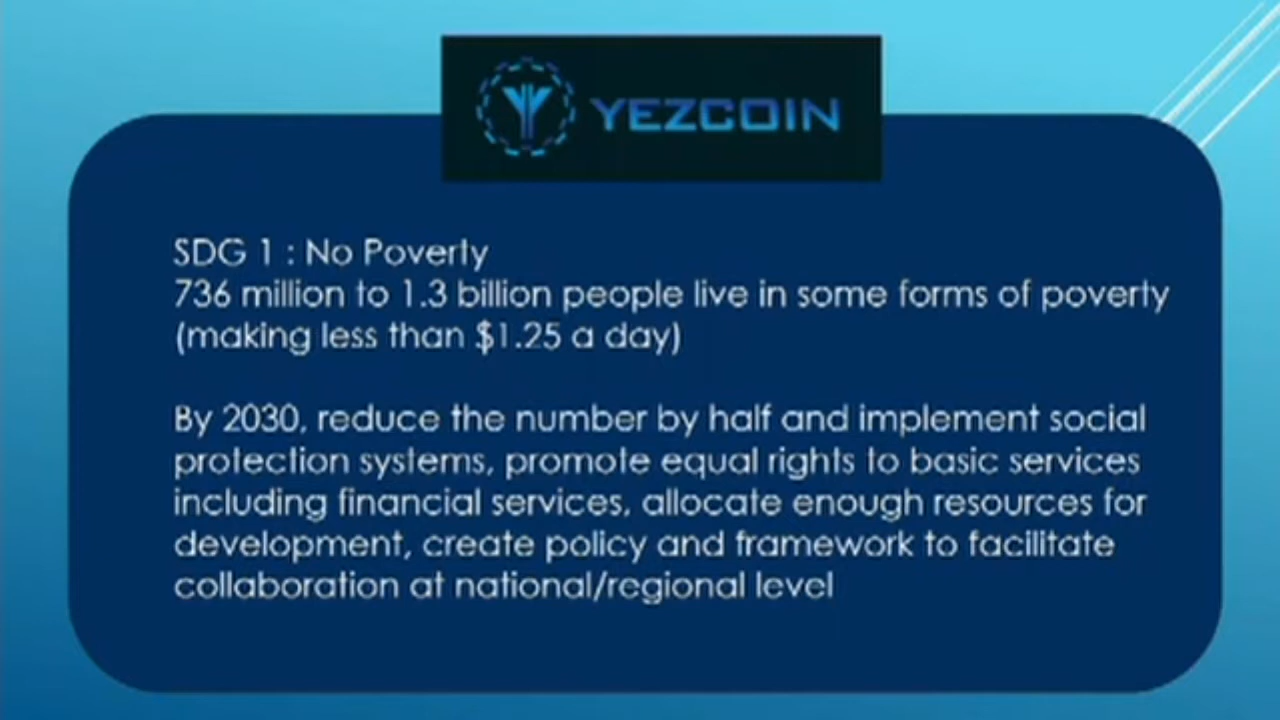 YEZCOIN
SDG 1 : No Poverty
736 million to 1.3 billion people live in some forms of poverty
(making less than $1.25 a day)
By 2030, reduce the number by half and implement social
protection systems, promote equal rights to basic services
including financial services, allocate enough resources for
development, create policy and framework to facilitate
collaboration at national/regional level